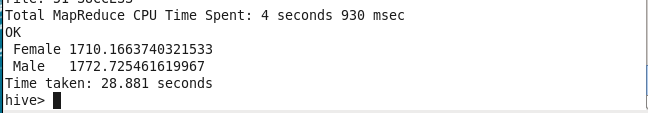 Total MapReduce CPU Time Spent: 4 seconds 930 msec
OK
Female 1710.1663740321533
Male 1772.725461619967
Time taken: 28.881 seconds
hive>